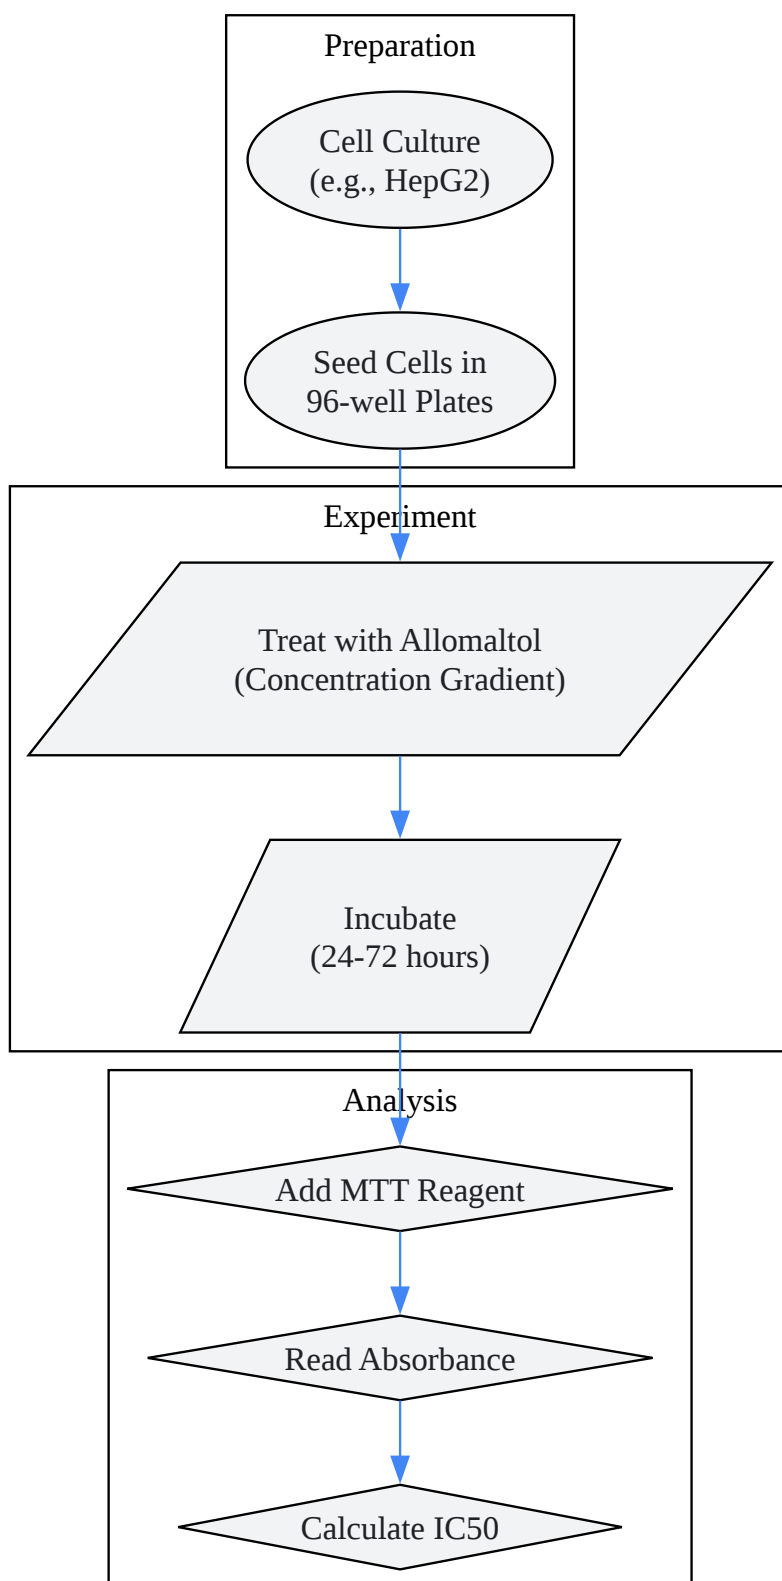 Preparation
Cell Culture
(e.g., HepG2)
Seed Cells in
96-well Plates
Experiment
Treat with Allomaltol
(Concentration Gradient)
Incubate
(24-72 hours)
Analysis
Add MTT Reagent
Read Absorbance
Calculate IC50